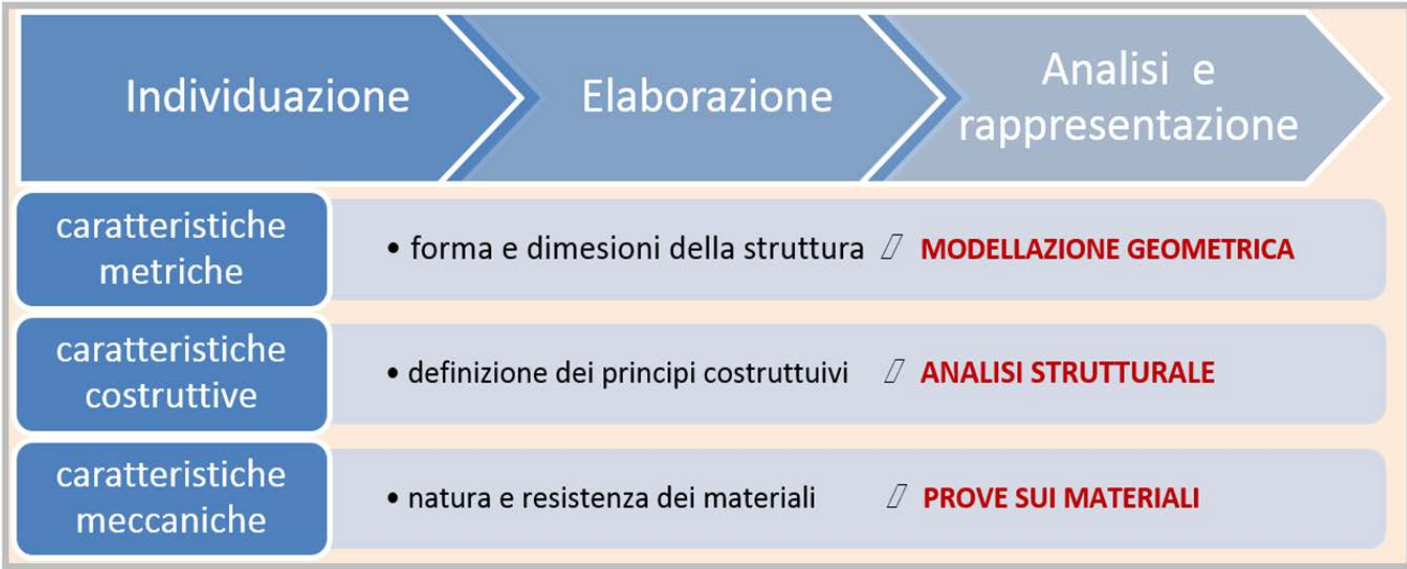 Individuazione
Elaborazione
Analisi e
rappresentazione
caratteristiche
metriche
• forma e dimesioni della struttura ▯ MODELLAZIONE GEOMETRICA
caratteristiche
costruttive
• definizione dei principi costruttuivi ▯ ANALISI STRUTTURALE
caratteristiche
meccaniche
• natura e resistenza dei materiali ▯ PROVE SUI MATERIALI